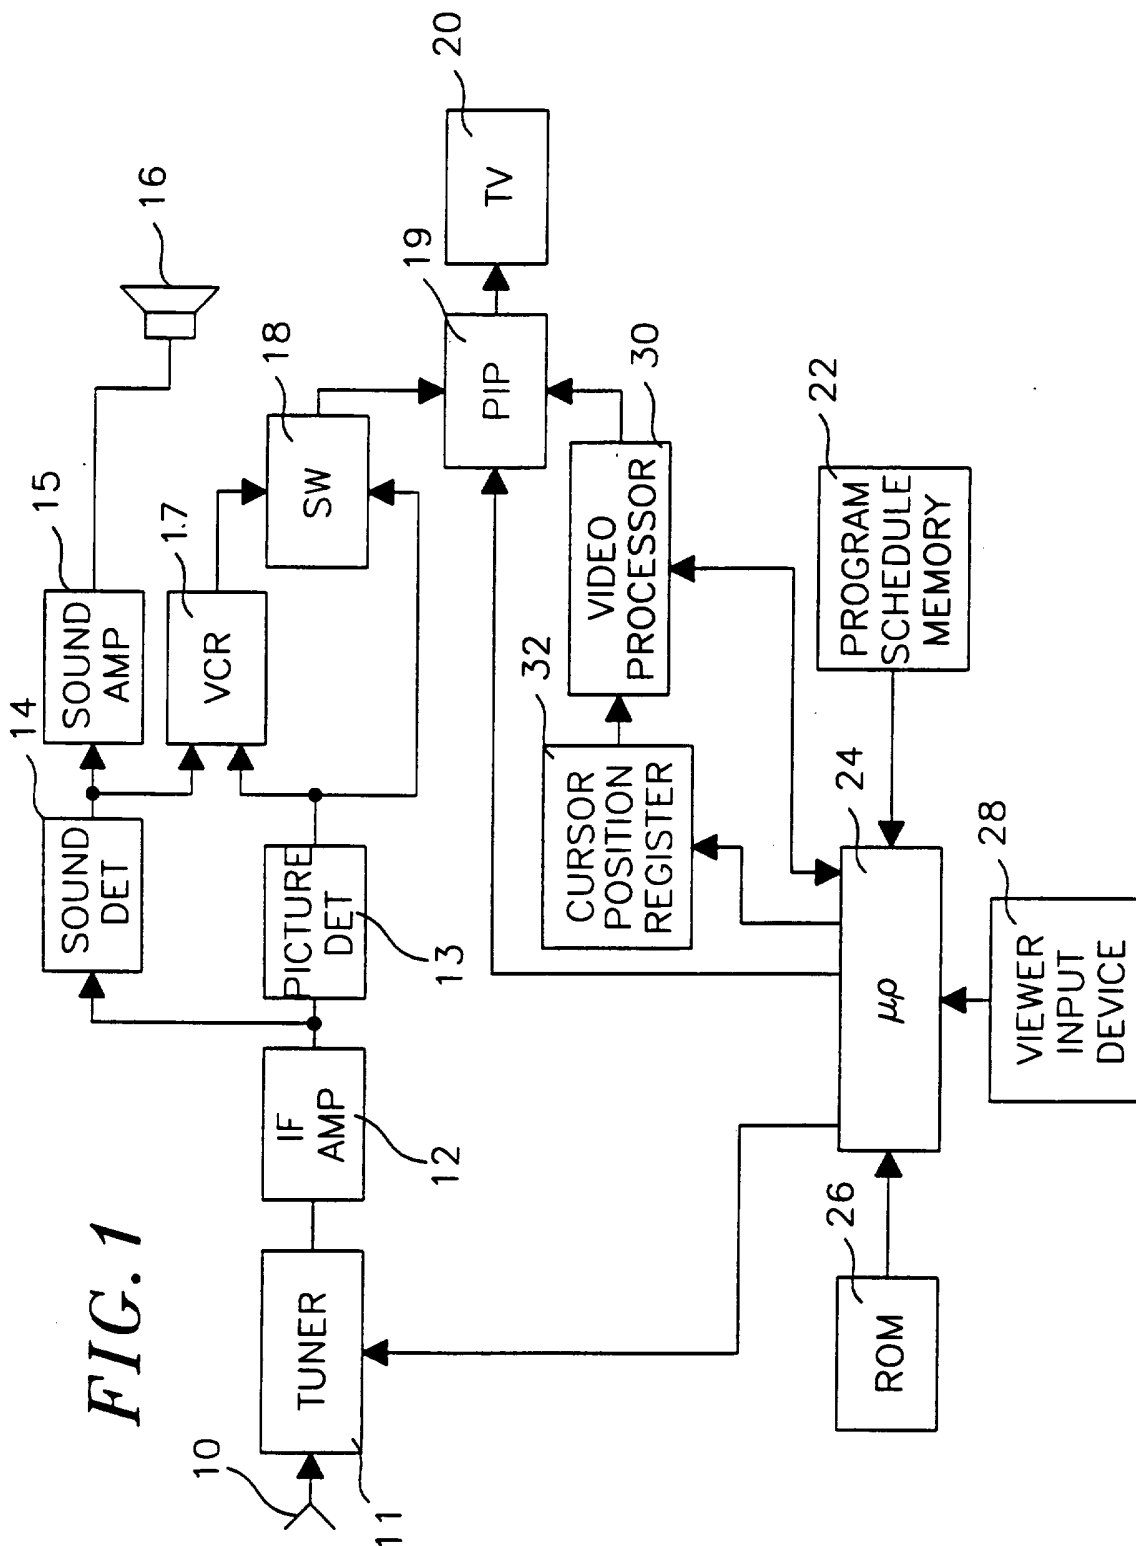 FIG. 1
10
11
TUNER
IF
AMP
12
PICTURE
DET
13
14
SOUND
DET
15
SOUND
AMP
16
1.7
VCR
18
SW
19
PIP
20
TV
30
VIDEO
PROCESSOR
32
CURSOR
POSITION
REGISTER
22
PROGRAM
SCHEDULE
MEMORY
24
μρ
26
ROM
28
VIEWER
INPUT
DEVICE